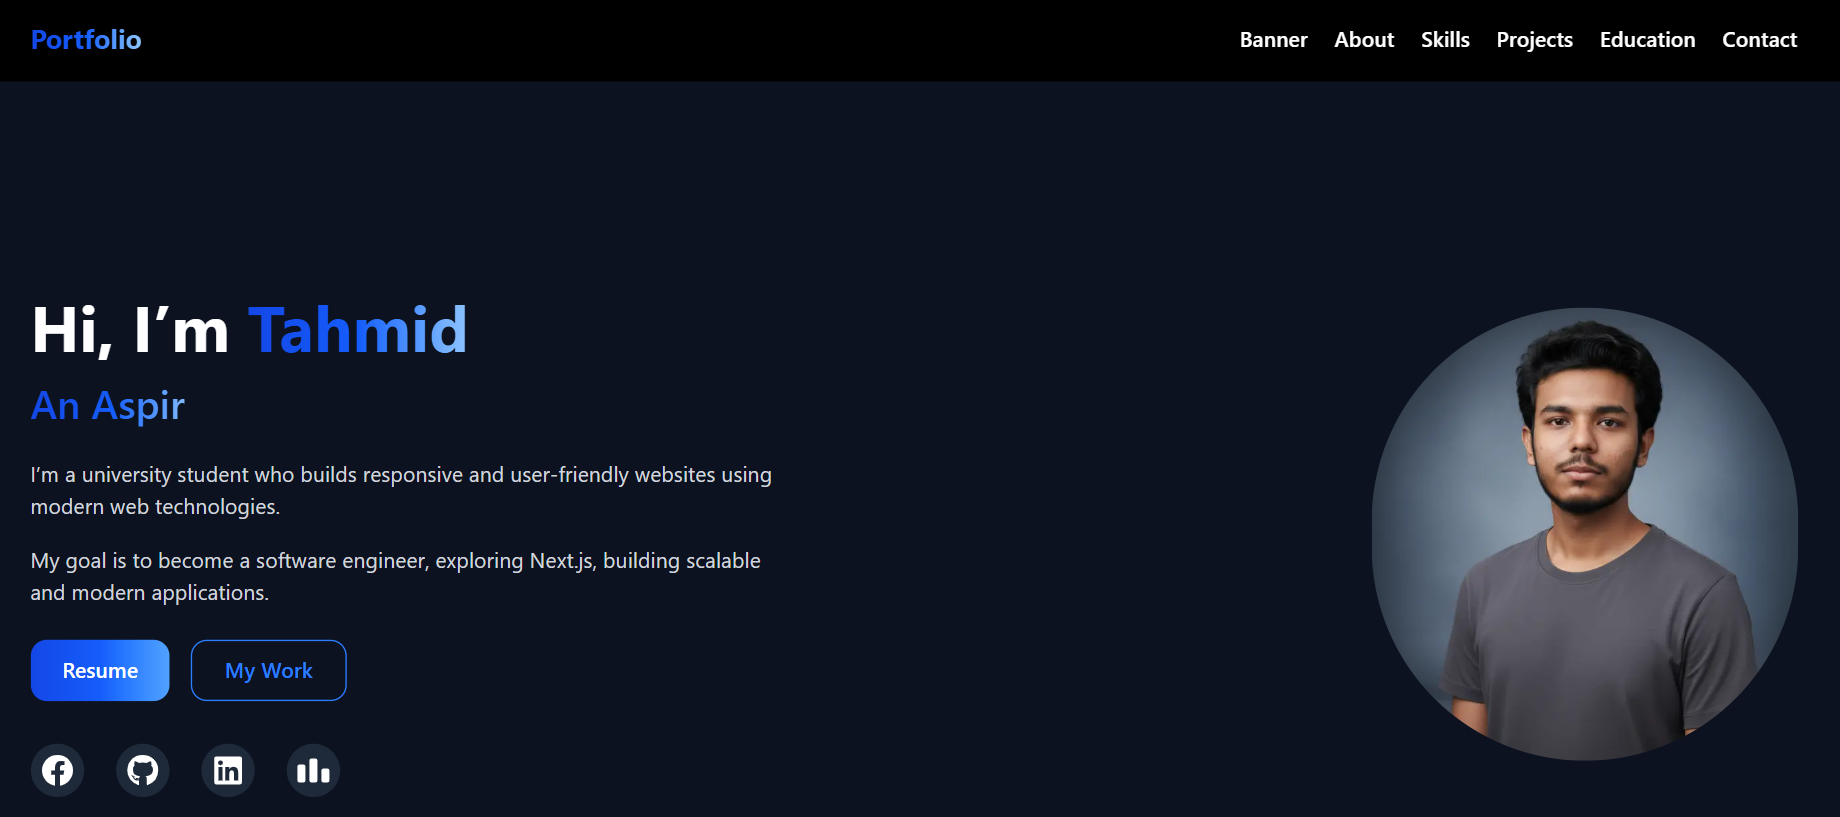 Portfolio
Banner About Skills Projects Education Contact
Hi, I’m Tahmid
An Aspir
I’m a university student who builds responsive and user-friendly websites using
modern web technologies.
My goal is to become a software engineer, exploring Next.js, building scalable
and modern applications.
Resume My Work